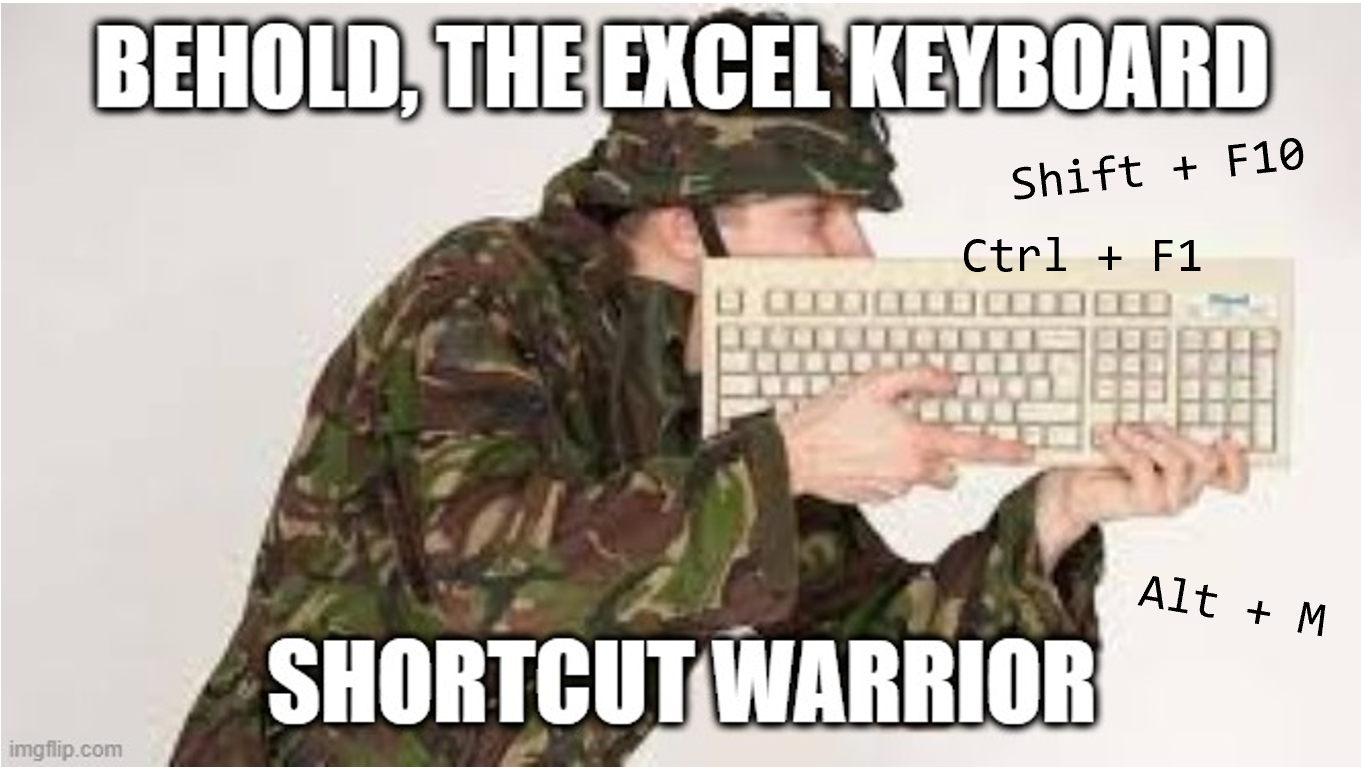 BEHOLD, THE EXCEL KEYBOARD
Shift + F10
Ctrl + F1
Alt + M
SHORTCUT WARRIOR
imgflip.com